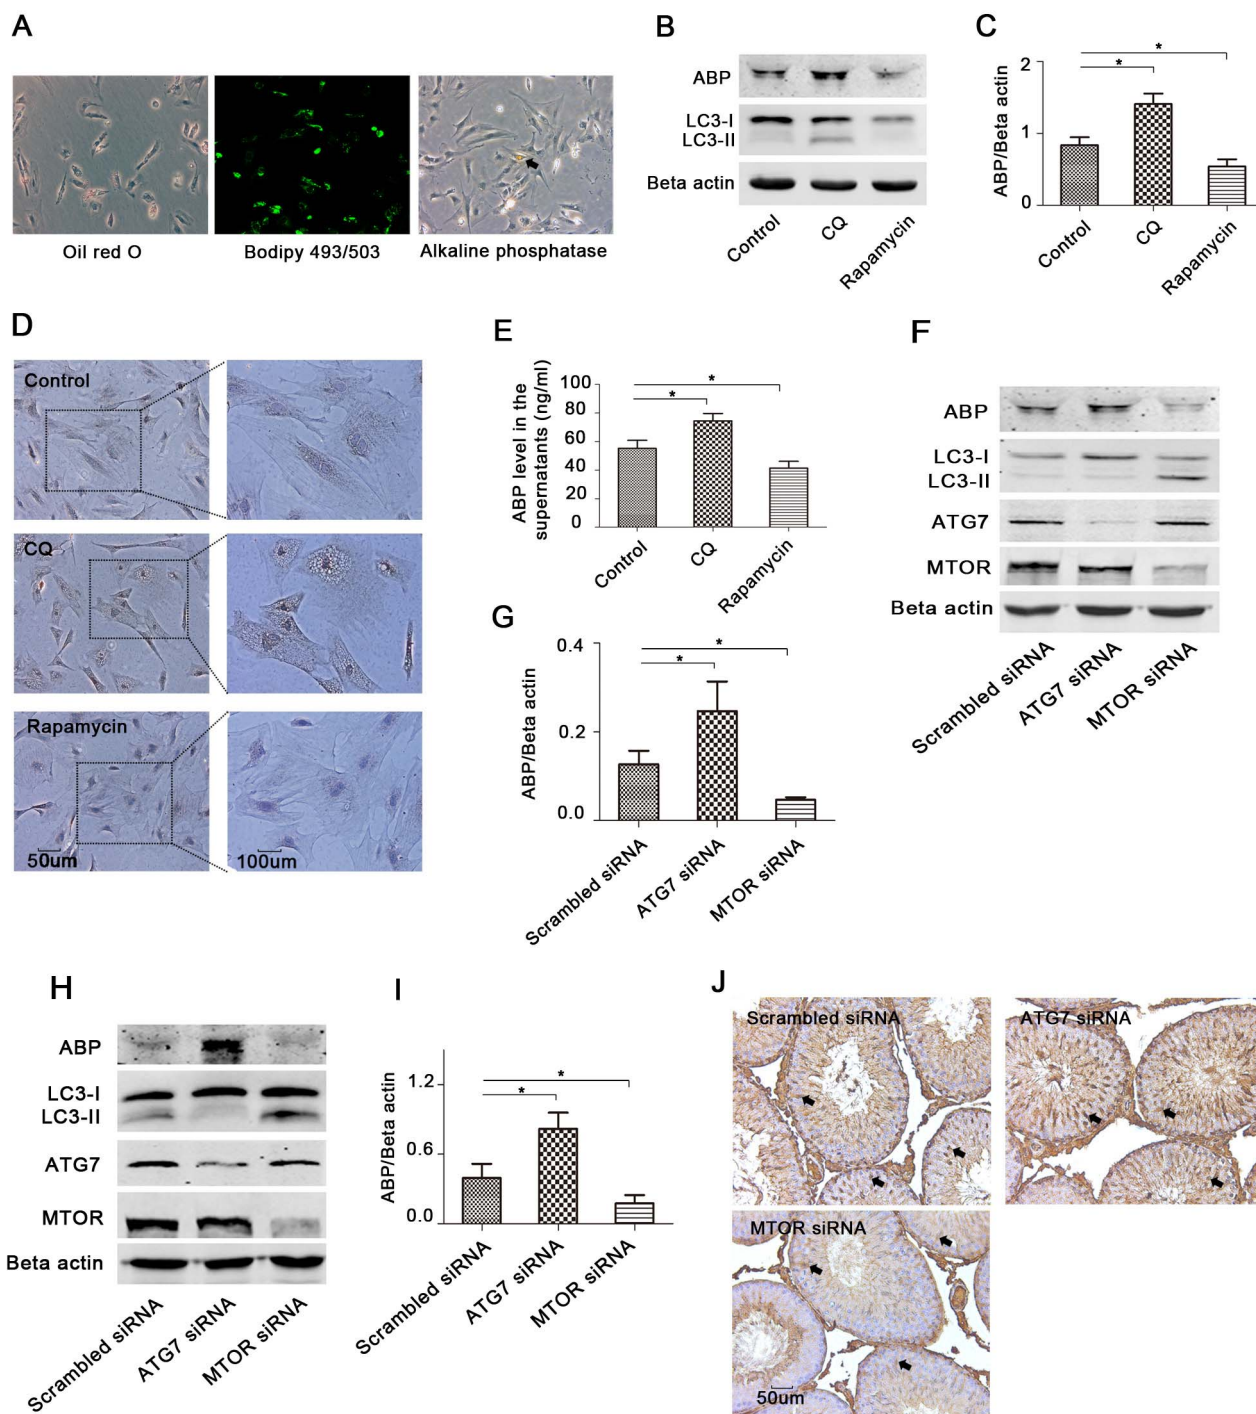 A
Oil red O
Bodipy 493/503
Alkaline phosphatase
B
ABP
LC3-I
LC3-II
Beta actin
Control
CQ
Rapamycin
C
ABP/Beta actin
2
1
0
*
*
Control
CQ
Rapamycin
D
Control
CQ
Rapamycin
50um
100um
E
ABP level in the
supernatants (ng/ml)
100
80
60
40
20
0
*
*
Control
CQ
Rapamycin
F
ABP
LC3-I
LC3-II
ATG7
MTOR
Beta actin
Scrambled siRNA
ATG7 siRNA
MTOR siRNA
G
ABP/Beta actin
0.4
0.2
0.0
*
*
Scrambled siRNA
ATG7 siRNA
MTOR siRNA
H
ABP
LC3-I
LC3-II
ATG7
MTOR
Beta actin
Scrambled siRNA
ATG7 siRNA
MTOR siRNA
I
ABP/Beta actin
1.2
0.6
0.0
*
*
Scrambled siRNA
ATG7 siRNA
MTOR siRNA
J
Scrambled siRNA
ATG7 siRNA
MTOR siRNA
50um